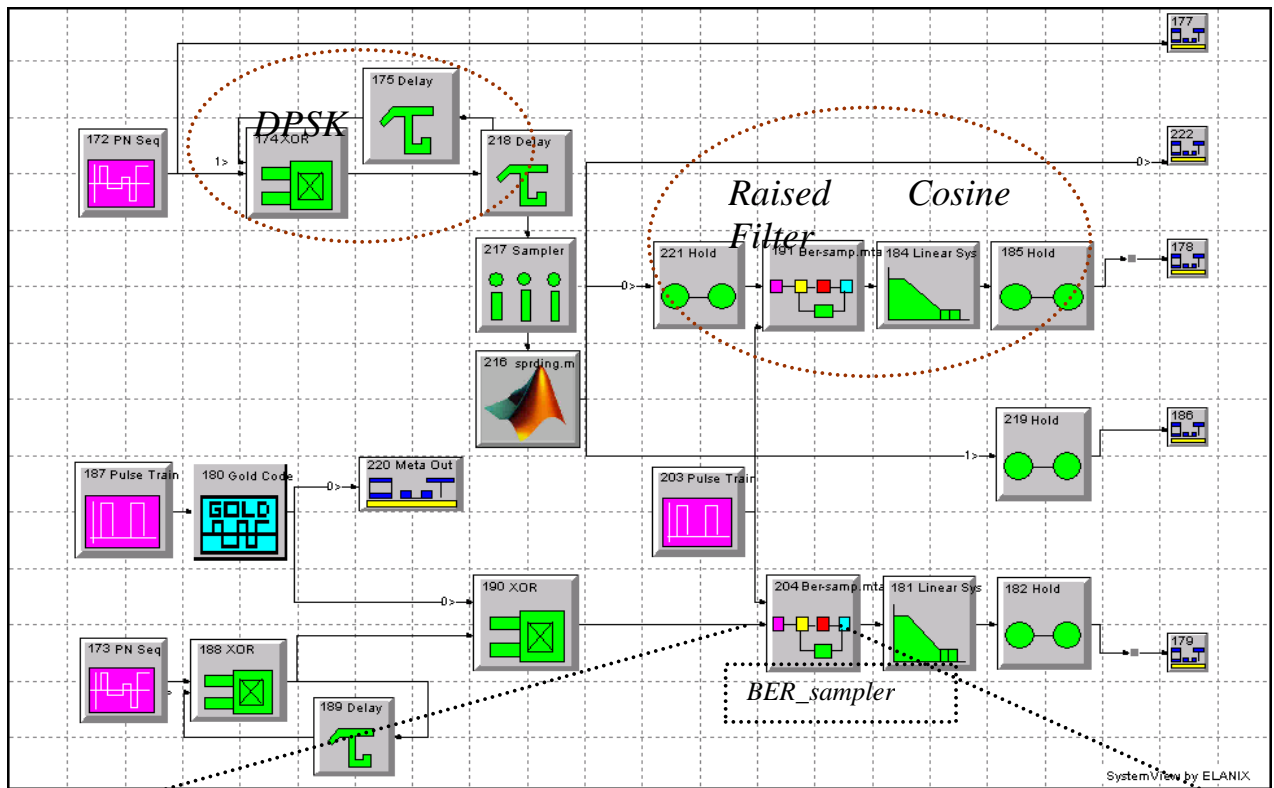 177
175 Delay
DPSK
172 PN Seq
174 XOR
218 Delay
222
1>
0>
Raised Cosine
Filter
217 Sampler
221 Hold
191 Ber-samp.mta
184 Linear Sys
185 Hold
178
0>
216 sprding.m
219 Hold
186
187 Pulse Train
180 Gold Code
220 Meta Out
0>
1>
203 Pulse Train
GOLD
190 XOR
204 Ber-samp.mta
181 Linear Sys
182 Hold
0>
173 PN Seq
188 XOR
179
BER_sampler
189 Delay
SystemView by ELANIX